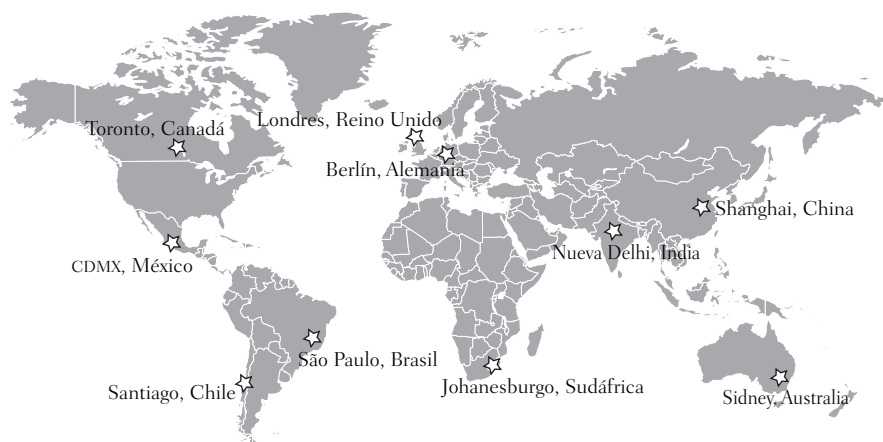 Londres, Reino Unido
Toronto, Canadá
Berlín, Alemania
Shanghai, China
Nueva Delhi, India
CDMX, México
São Paulo, Brasil
Johanesburgo, Sudáfrica
Santiago, Chile
Sidney, Australia